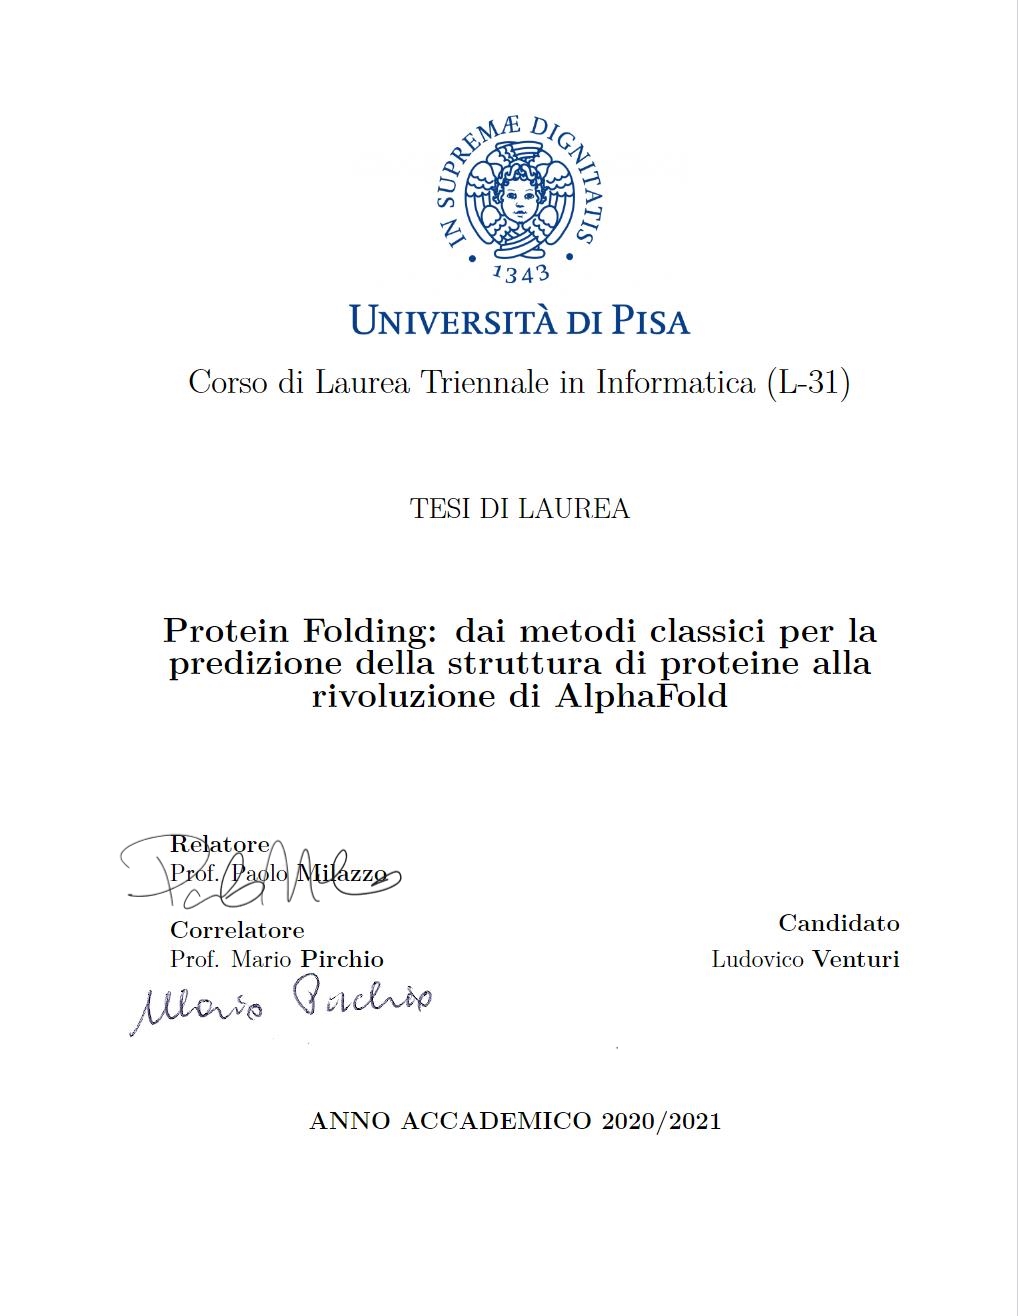 IN SUPREMÆ DIGNITATIS
• 1343 •
UNIVERSITÀ DI PISA
Corso di Laurea Triennale in Informatica (L-31)
TESI DI LAUREA
Protein Folding: dai metodi classici per la
predizione della struttura di proteine alla
rivoluzione di AlphaFold
Relatore
Prof. Paolo Milazzo
Paolo Milazzo
Correlatore
Prof. Mario Pirchio
Mario Pirchio
Candidato
Ludovico Venturi
ANNO ACCADEMICO 2020/2021